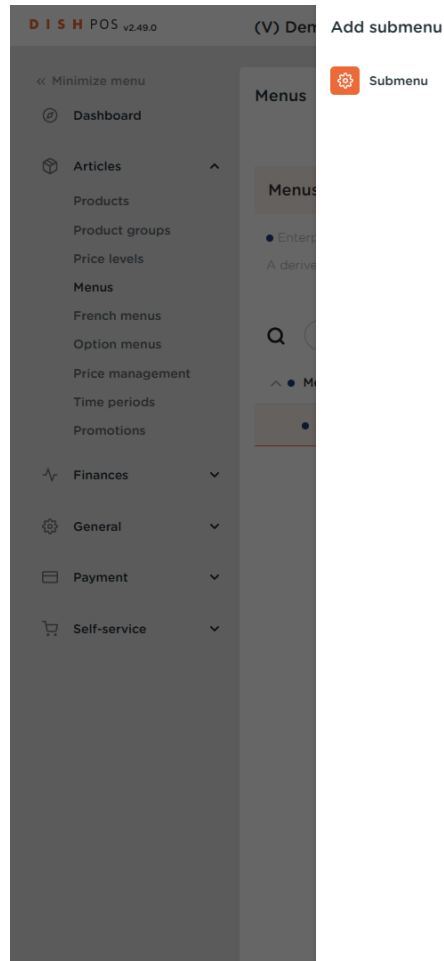 DISH POS v2.49.0
(V) Dem
Add submenu
« Minimize menu
Submenu
Menus
Dashboard
Articles
Products
Menus
Product groups
Enterp
Price levels
A derive
Menus
French menus
Option menus
Price management
Me
Time periods
Promotions
Finances
General
Payment
Self-service